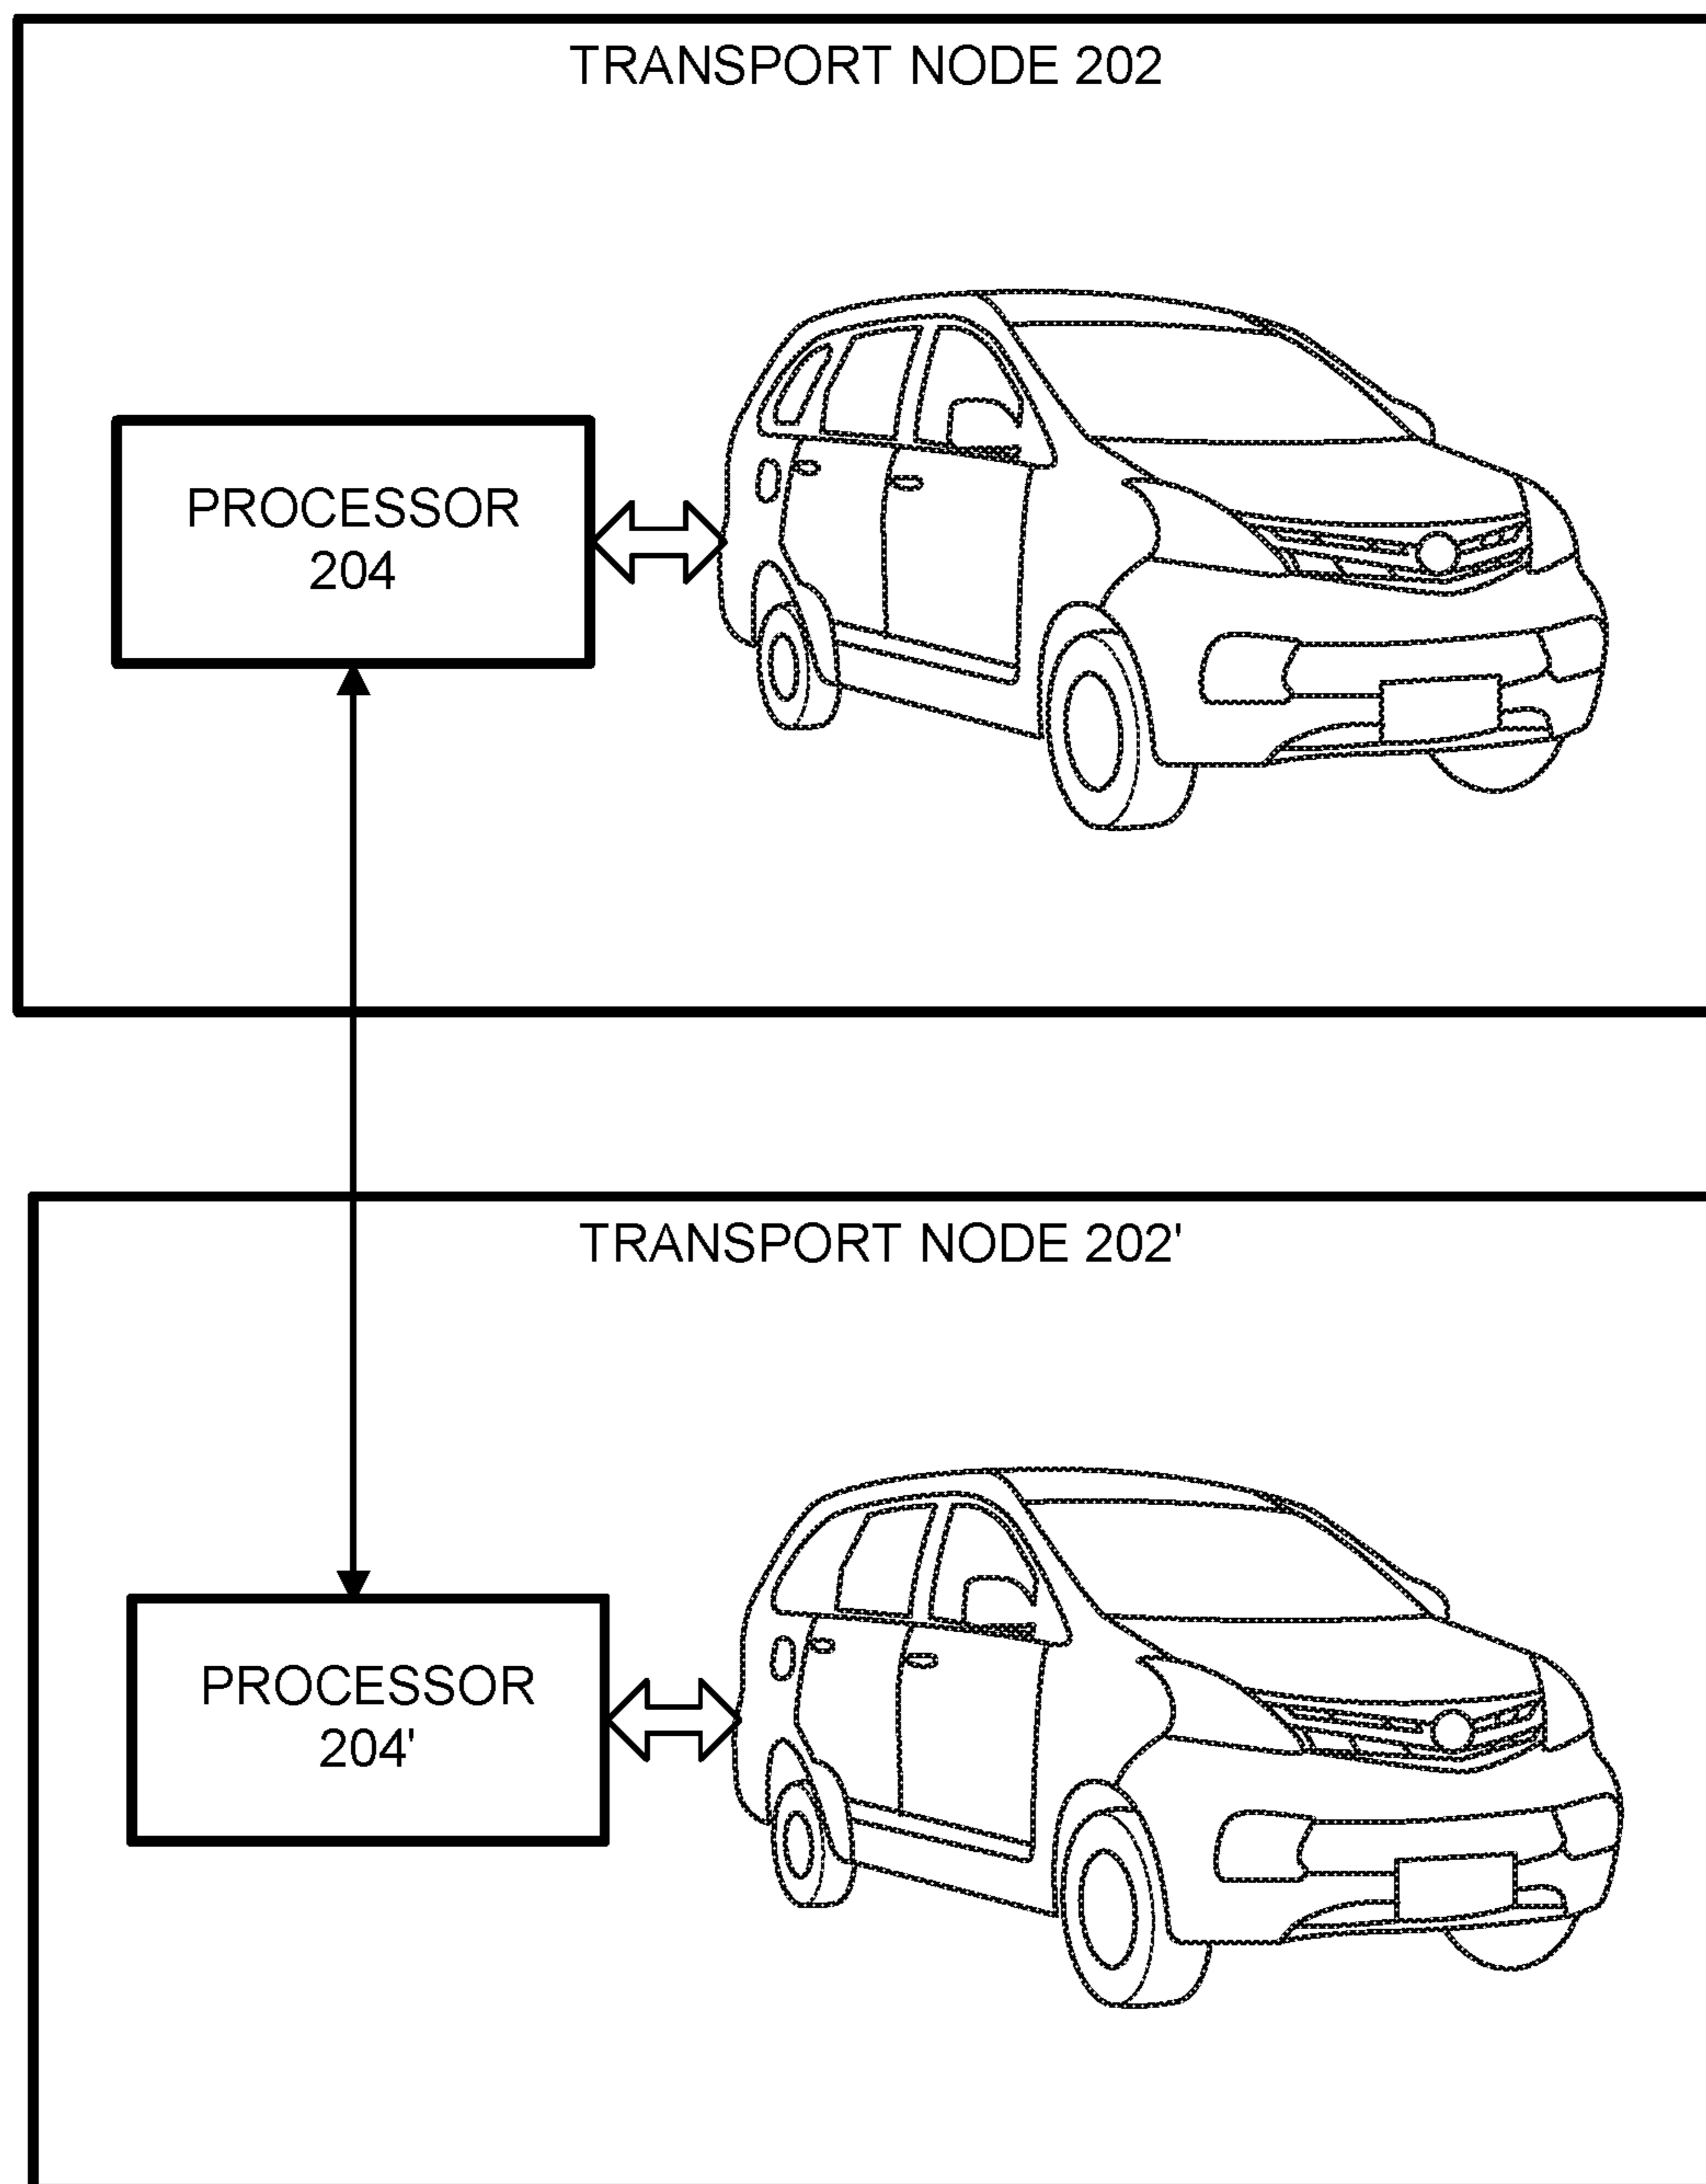 TRANSPORT NODE 202
PROCESSOR
204
TRANSPORT NODE 202'
PROCESSOR
204'